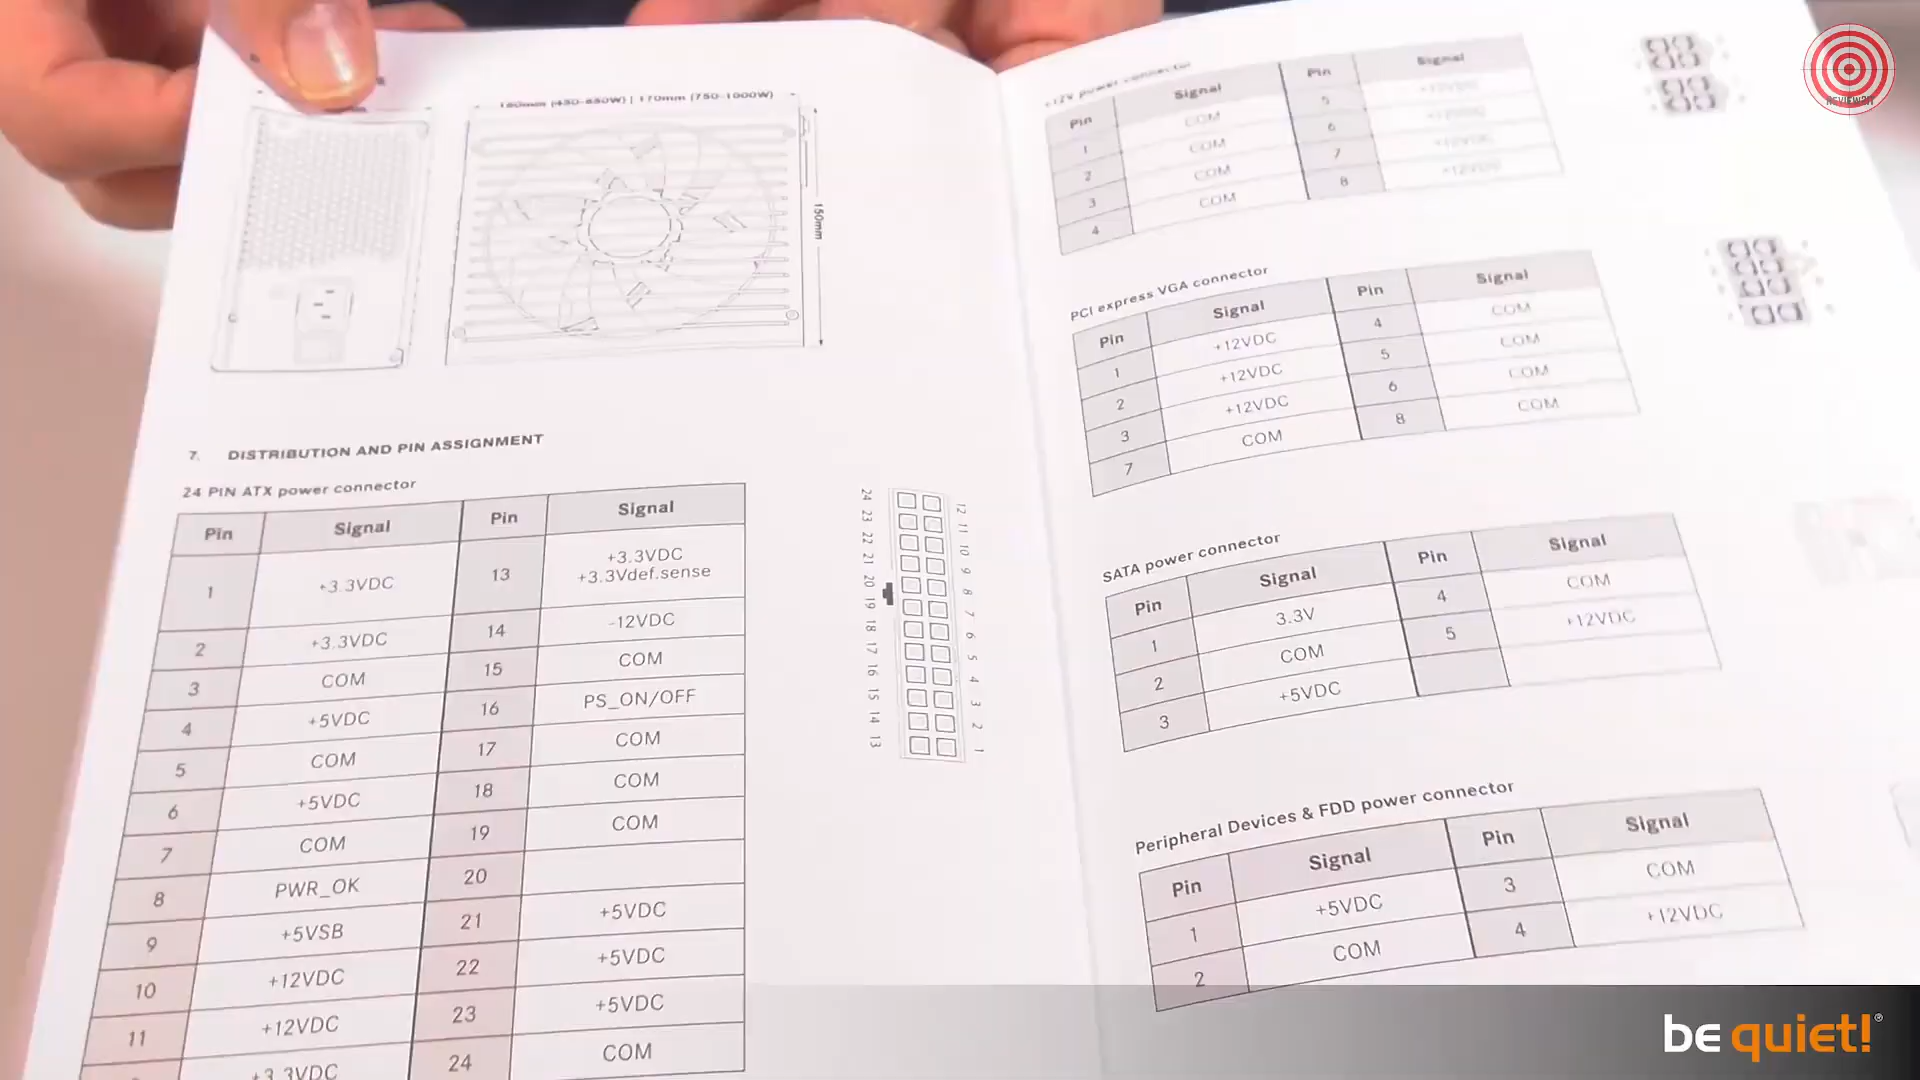 160mm (450-650W) | 170mm (750-1000W)
150mm
7. DISTRIBUTION AND PIN ASSIGNMENT
24 PIN ATX power connector
Pin Signal Pin Signal
1 +3.3VDC 13 +3.3VDC
+3.3Vdef.sense
2 +3.3VDC 14 -12VDC
3 COM 15 COM
4 +5VDC 16 PS_ON/OFF
5 COM 17 COM
6 +5VDC 18 COM
7 COM 19 COM
8 PWR_OK 20
9 +5VSB 21 +5VDC
10 +12VDC 22 +5VDC
11 +12VDC 23 +5VDC
+3.3VDC 24 COM
24 23 22 21 20 19 18 17 16 15 14 13
12 11 10 9 8 7 6 5 4 3 2 1
+12V power connector
Pin Signal Pin Signal
1 COM 5 +12VDC
2 COM 6 +12VDC
3 COM 7 +12VDC
4 COM 8 +12VDC
PCI express VGA connector
Pin Signal Pin Signal
1 +12VDC 4 COM
2 +12VDC 5 COM
3 +12VDC 6 COM
7 COM 8 COM
SATA power connector
Pin Signal Pin Signal
1 3.3V 4 COM
2 COM 5 +12VDC
3 +5VDC
Peripheral Devices & FDD power connector
Pin Signal Pin Signal
1 +5VDC 3 COM
2 COM 4 +12VDC
be quiet!®